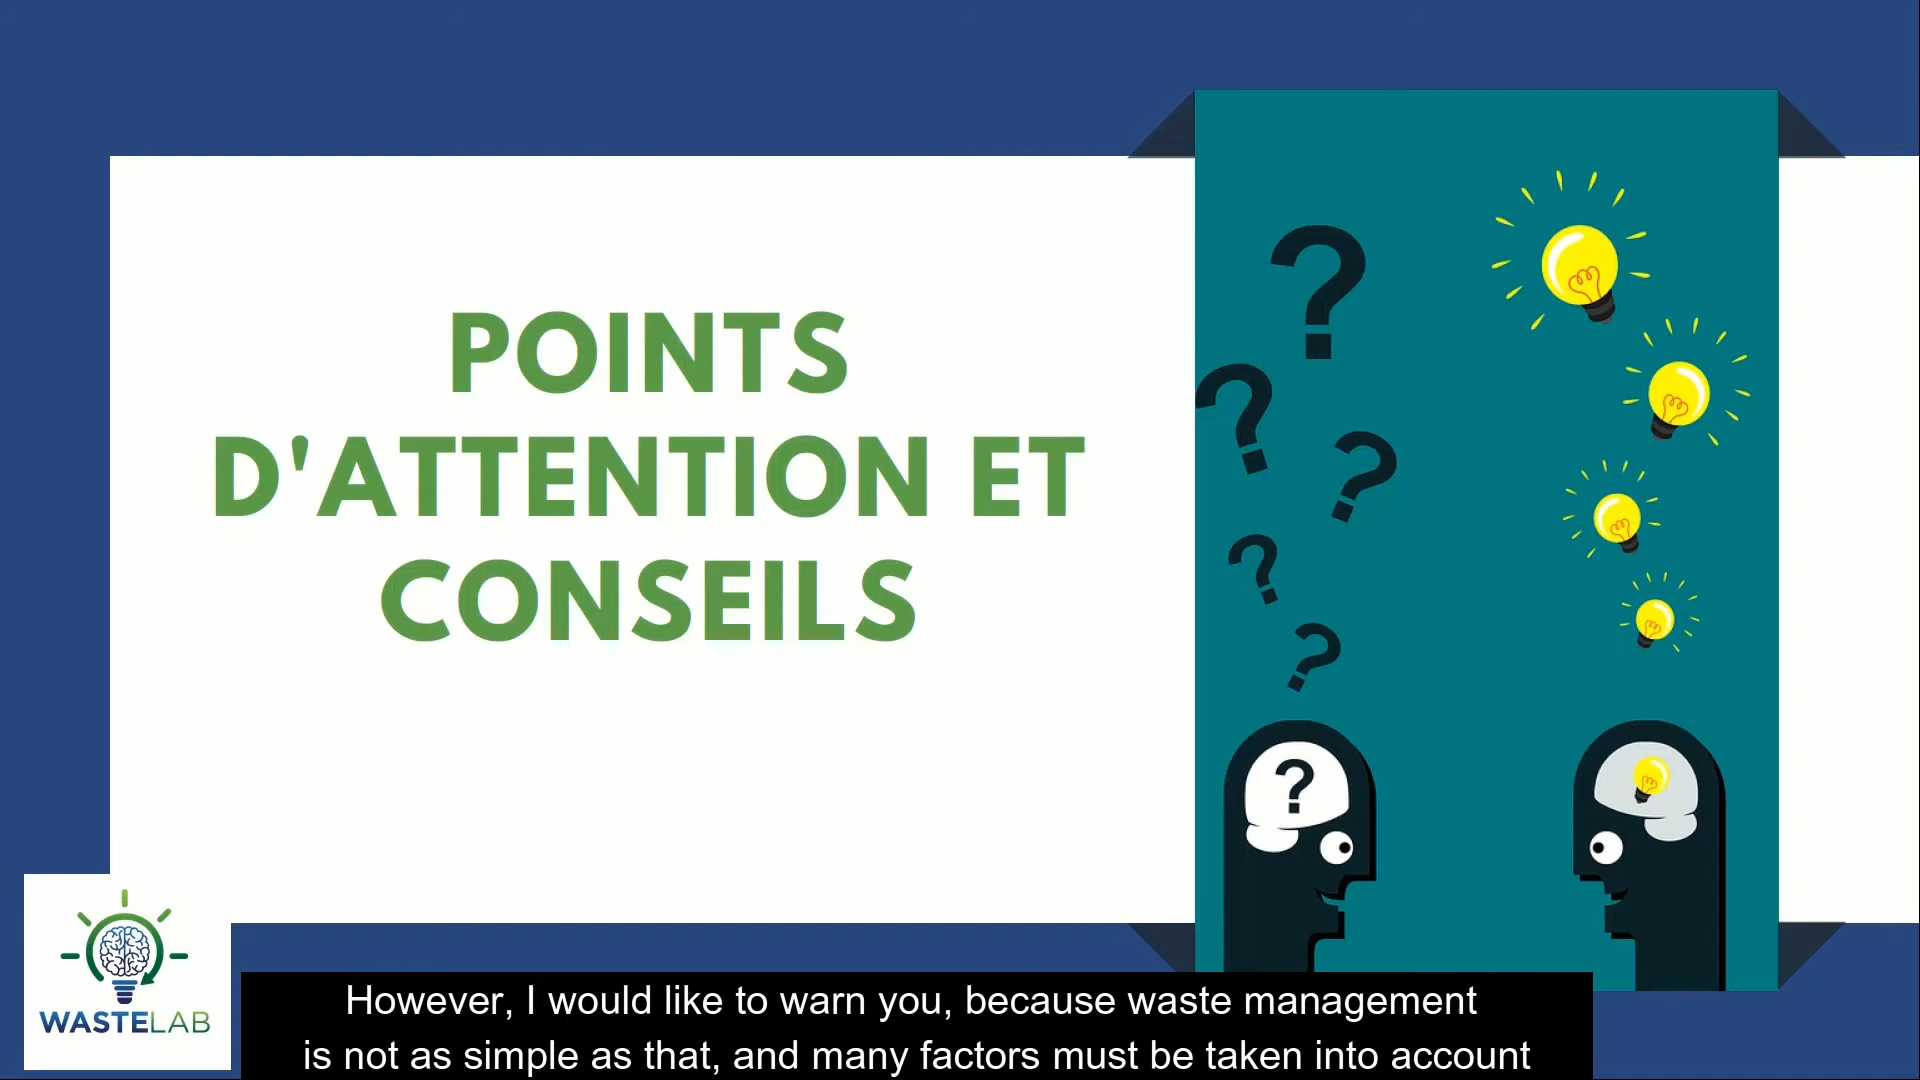 POINTS
D'ATTENTION ET
CONSEILS
?
?
?
?
?
?
WASTELAB
However, I would like to warn you, because waste management
is not as simple as that, and many factors must be taken into account